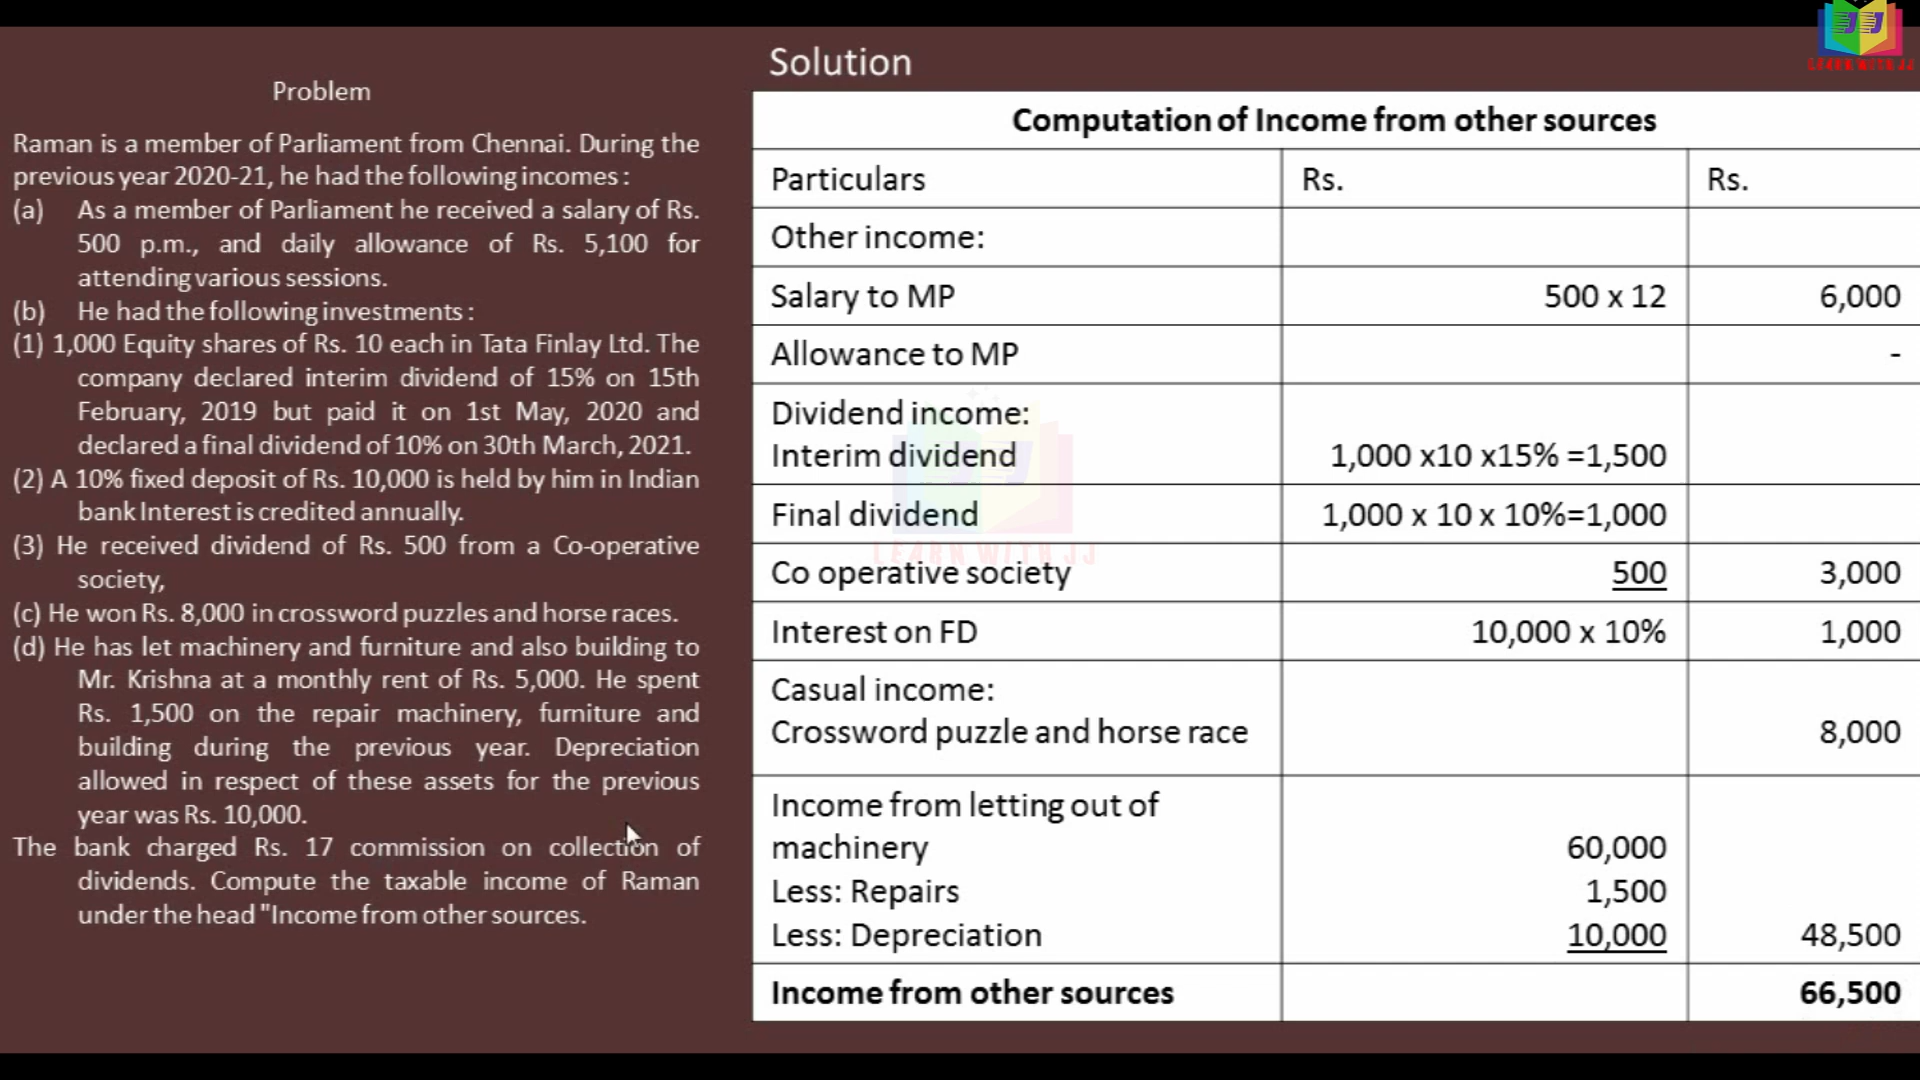 Problem
Raman is a member of Parliament from Chennai. During the
previous year 2020-21, he had the following incomes :
(a) As a member of Parliament he received a salary of Rs.
500 p.m., and daily allowance of Rs. 5,100 for
attending various sessions.
(b) He had the following investments :
(1) 1,000 Equity shares of Rs. 10 each in Tata Finlay Ltd. The
company declared interim dividend of 15% on 15th
February, 2019 but paid it on 1st May, 2020 and
declared a final dividend of 10% on 30th March, 2021.
(2) A 10% fixed deposit of Rs. 10,000 is held by him in Indian
bank Interest is credited annually.
(3) He received dividend of Rs. 500 from a Co-operative
society,
(c) He won Rs. 8,000 in crossword puzzles and horse races.
(d) He has let machinery and furniture and also building to
Mr. Krishna at a monthly rent of Rs. 5,000. He spent
Rs. 1,500 on the repair machinery, furniture and
building during the previous year. Depreciation
allowed in respect of these assets for the previous
year was Rs. 10,000.
The bank charged Rs. 17 commission on collection of
dividends. Compute the taxable income of Raman
under the head "Income from other sources.
Solution
Computation of Income from other sources
Particulars Rs. Rs.
Other income:
Salary to MP 500 x 12 6,000
Allowance to MP -
Dividend income:
Interim dividend 1,000 x10 x15% =1,500
Final dividend 1,000 x 10 x 10%=1,000
Co operative society 500 3,000
Interest on FD 10,000 x 10% 1,000
Casual income:
Crossword puzzle and horse race 8,000
Income from letting out of
machinery 60,000
Less: Repairs 1,500
Less: Depreciation 10,000 48,500
Income from other sources 66,500
JJ
LEARN WITH JJ
LEARN WITH JJ